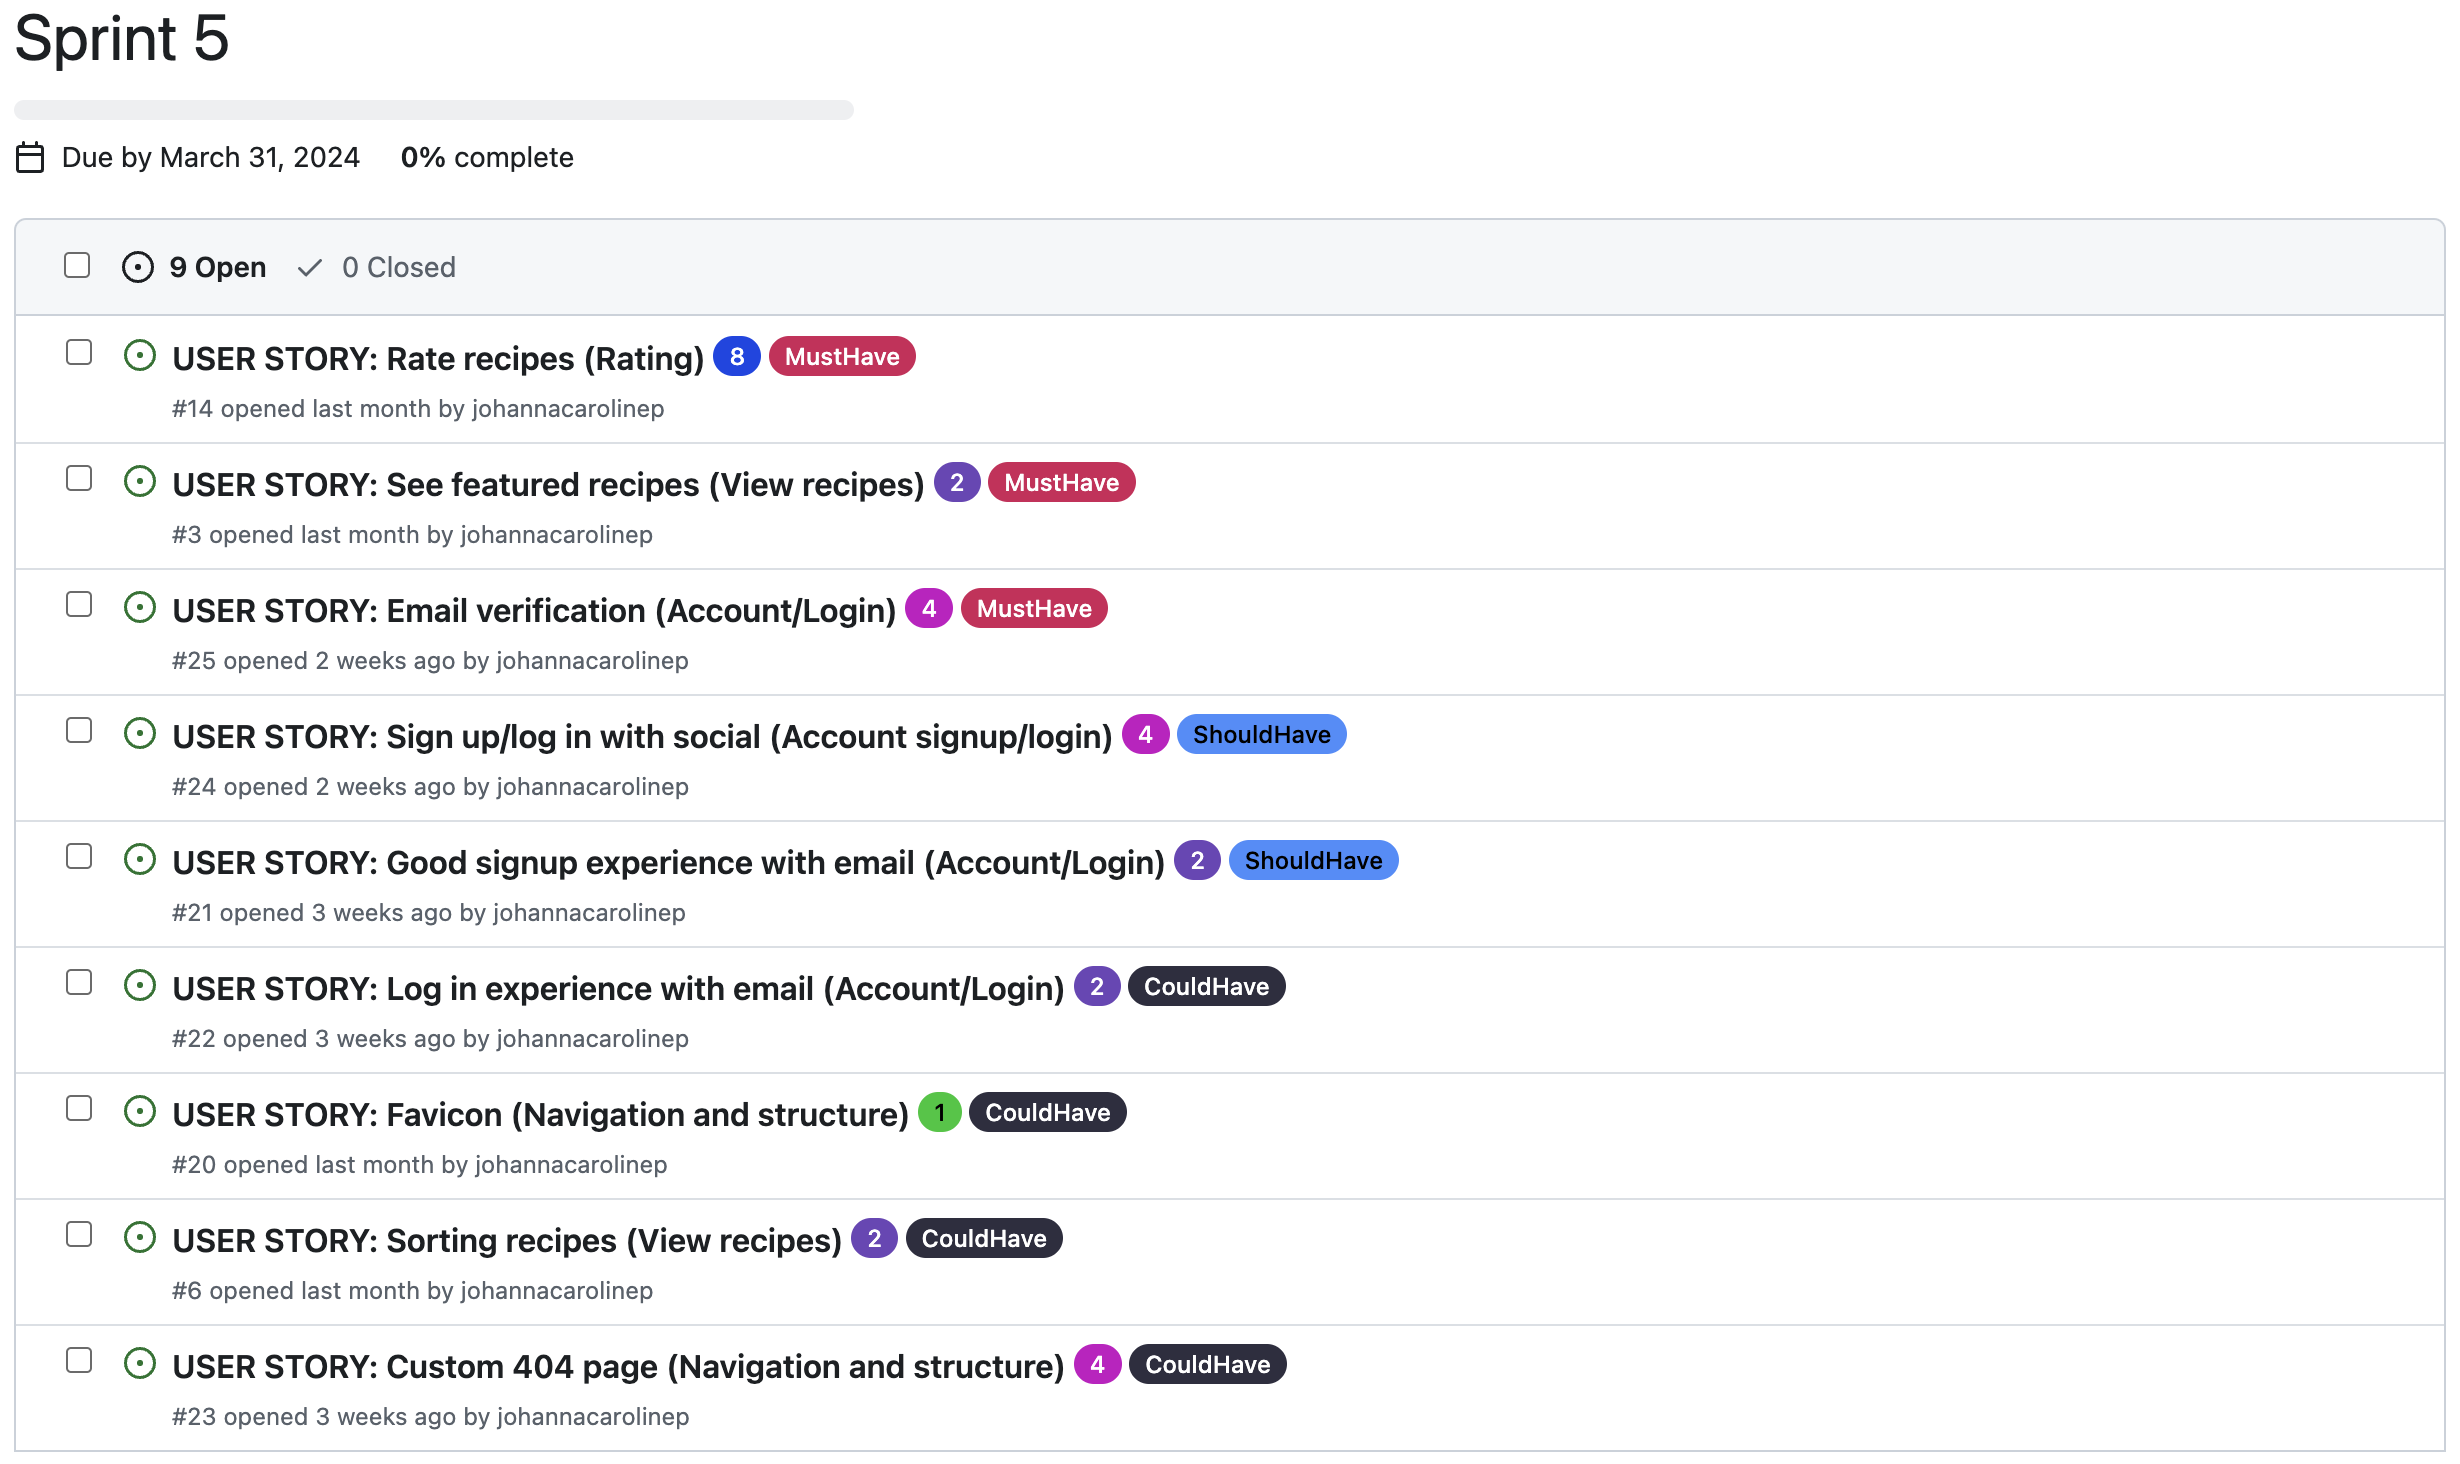 Sprint 5
Due by March 31, 2024 0% complete
9 Open 0 Closed
USER STORY: Rate recipes (Rating) 8 MustHave
#14 opened last month by johannacarolinep
USER STORY: See featured recipes (View recipes) 2 MustHave
#3 opened last month by johannacarolinep
USER STORY: Email verification (Account/Login) 4 MustHave
#25 opened 2 weeks ago by johannacarolinep
USER STORY: Sign up/log in with social (Account signup/login) 4 ShouldHave
#24 opened 2 weeks ago by johannacarolinep
USER STORY: Good signup experience with email (Account/Login) 2 ShouldHave
#21 opened 3 weeks ago by johannacarolinep
USER STORY: Log in experience with email (Account/Login) 2 CouldHave
#22 opened 3 weeks ago by johannacarolinep
USER STORY: Favicon (Navigation and structure) 1 CouldHave
#20 opened last month by johannacarolinep
USER STORY: Sorting recipes (View recipes) 2 CouldHave
#6 opened last month by johannacarolinep
USER STORY: Custom 404 page (Navigation and structure) 4 CouldHave
#23 opened 3 weeks ago by johannacarolinep